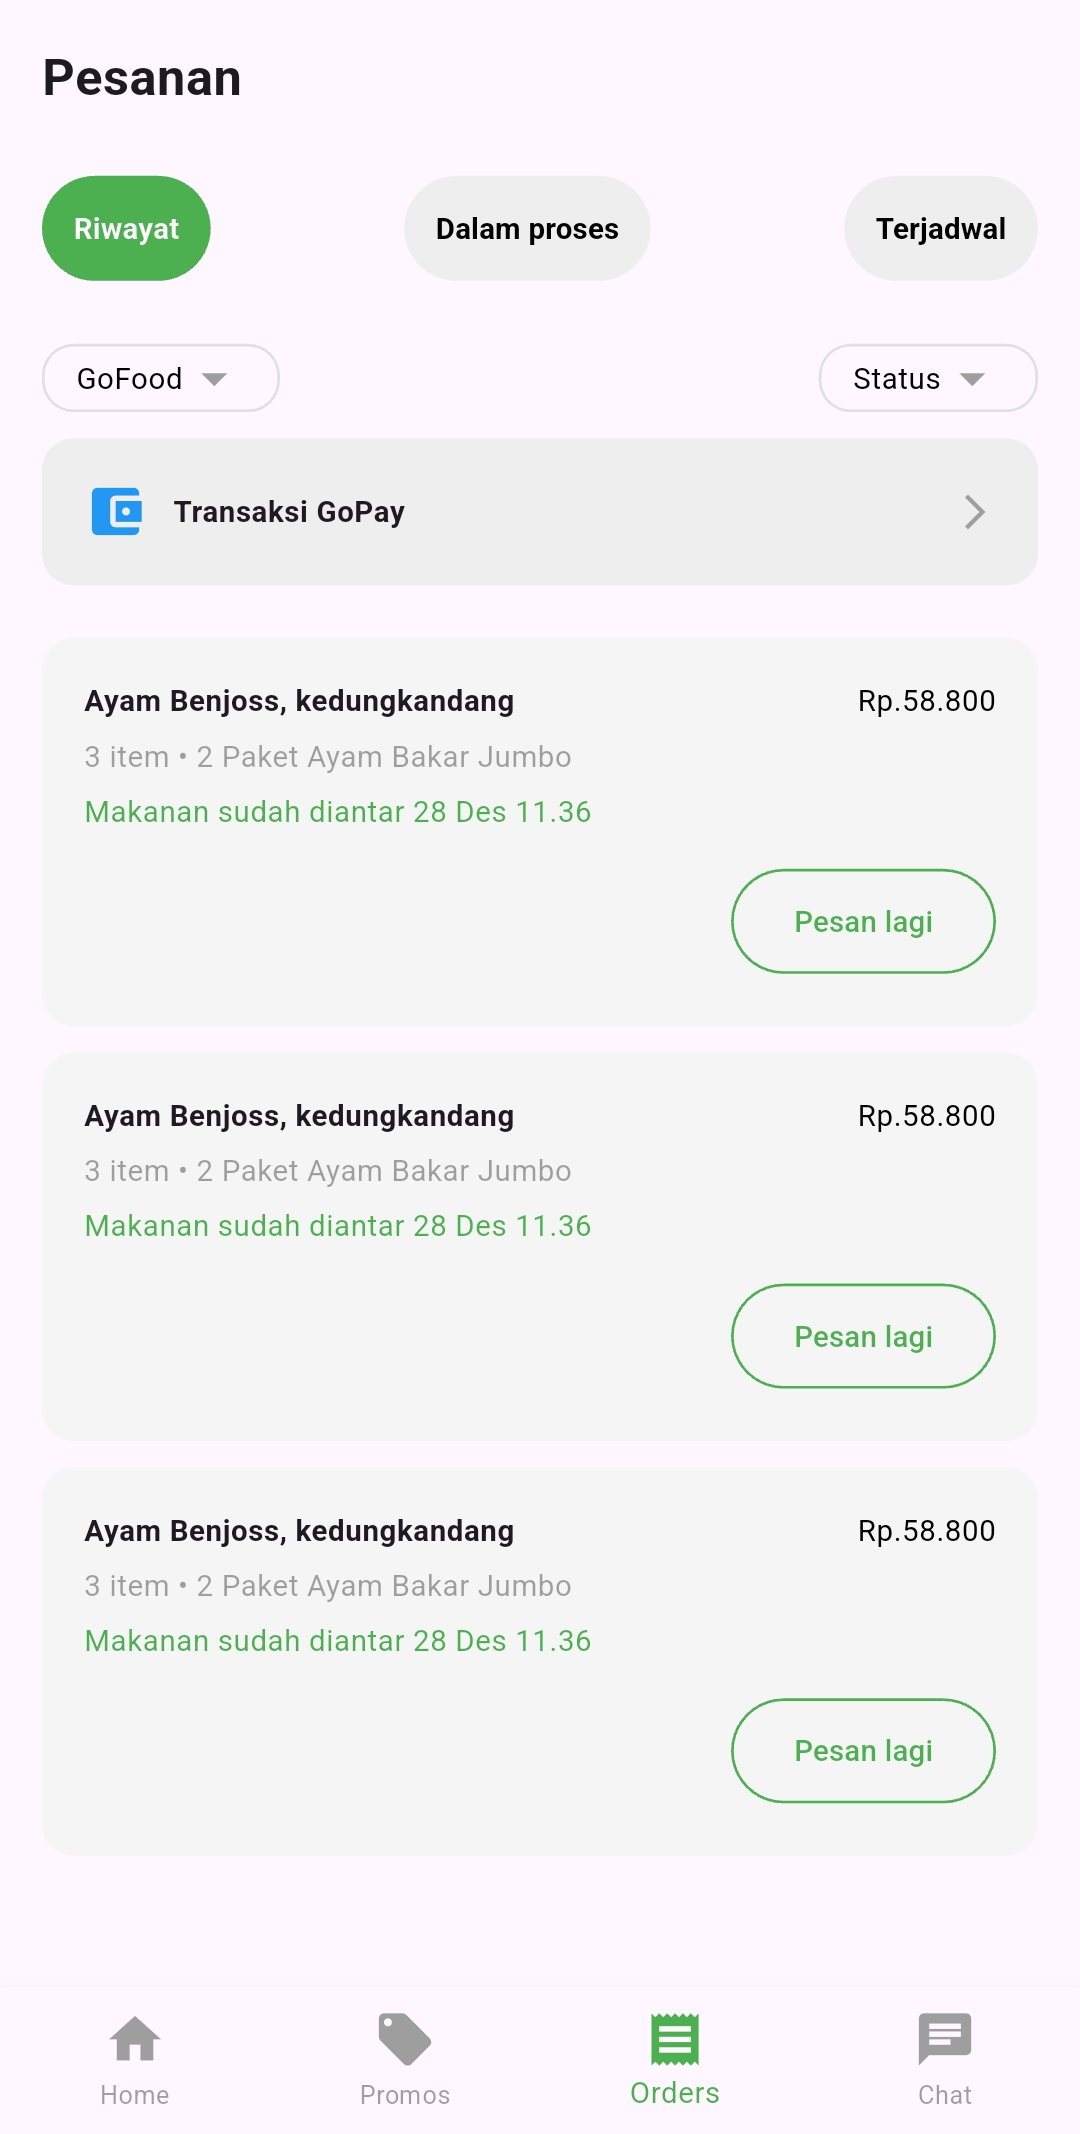 Pesanan
Riwayat
Dalam proses
Terjadwal
GoFood
Status
Transaksi GoPay
Ayam Benjoss, kedungkandang
Rp.58.800
3 item • 2 Paket Ayam Bakar Jumbo
Makanan sudah diantar 28 Des 11.36
Pesan lagi
Ayam Benjoss, kedungkandang
Rp.58.800
3 item • 2 Paket Ayam Bakar Jumbo
Makanan sudah diantar 28 Des 11.36
Pesan lagi
Ayam Benjoss, kedungkandang
Rp.58.800
3 item • 2 Paket Ayam Bakar Jumbo
Makanan sudah diantar 28 Des 11.36
Pesan lagi
Home
Promos
Orders
Chat